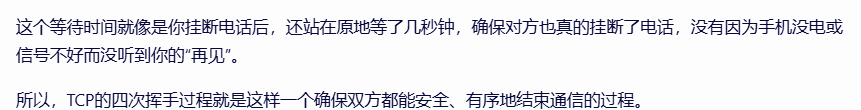 这个等待时间就像是你挂断电话后，还站在原地等了几秒钟，确保对方也真的挂断了电话，没有因为手机没电或
信号不好而没听到你的“再见”。
所以，TCP的四次挥手过程就是这样一个确保双方都能安全、有序地结束通信的过程。